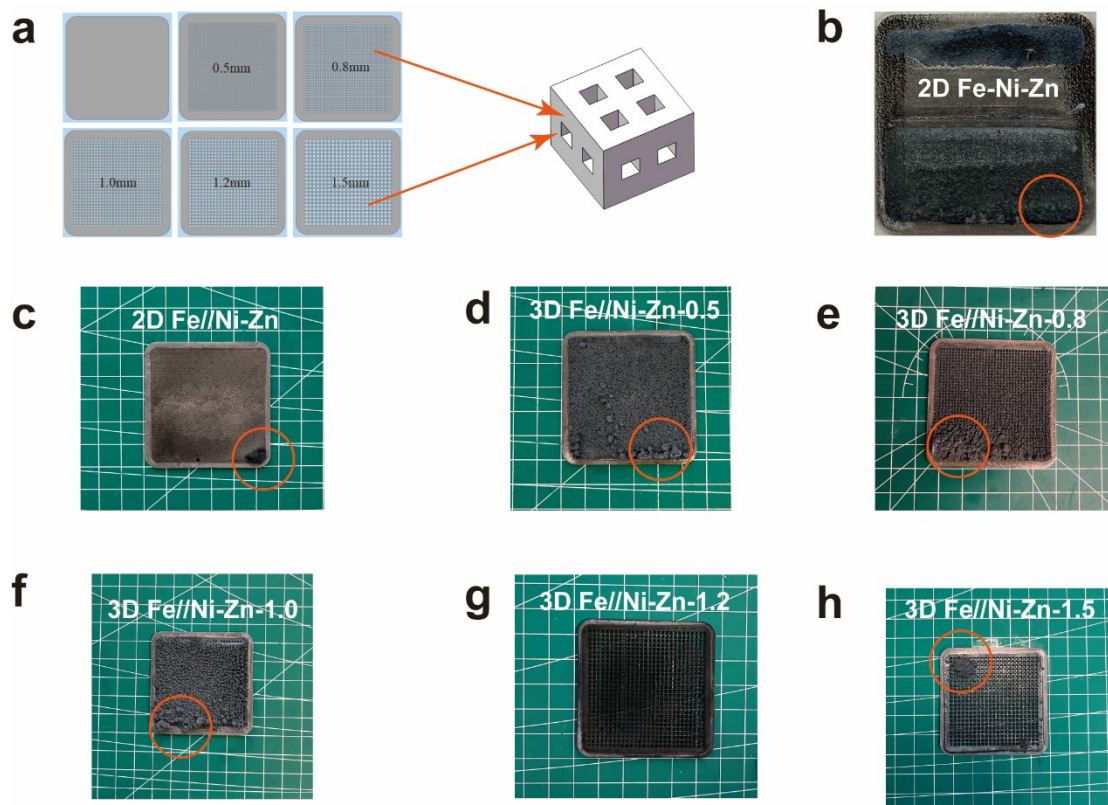 a
0.5mm
0.8mm
1.0mm
1.2mm
1.5mm
b
2D Fe-Ni-Zn
c
2D Fe//Ni-Zn
d
3D Fe//Ni-Zn-0.5
e
3D Fe//Ni-Zn-0.8
f
3D Fe//Ni-Zn-1.0
g
3D Fe//Ni-Zn-1.2
h
3D Fe//Ni-Zn-1.5